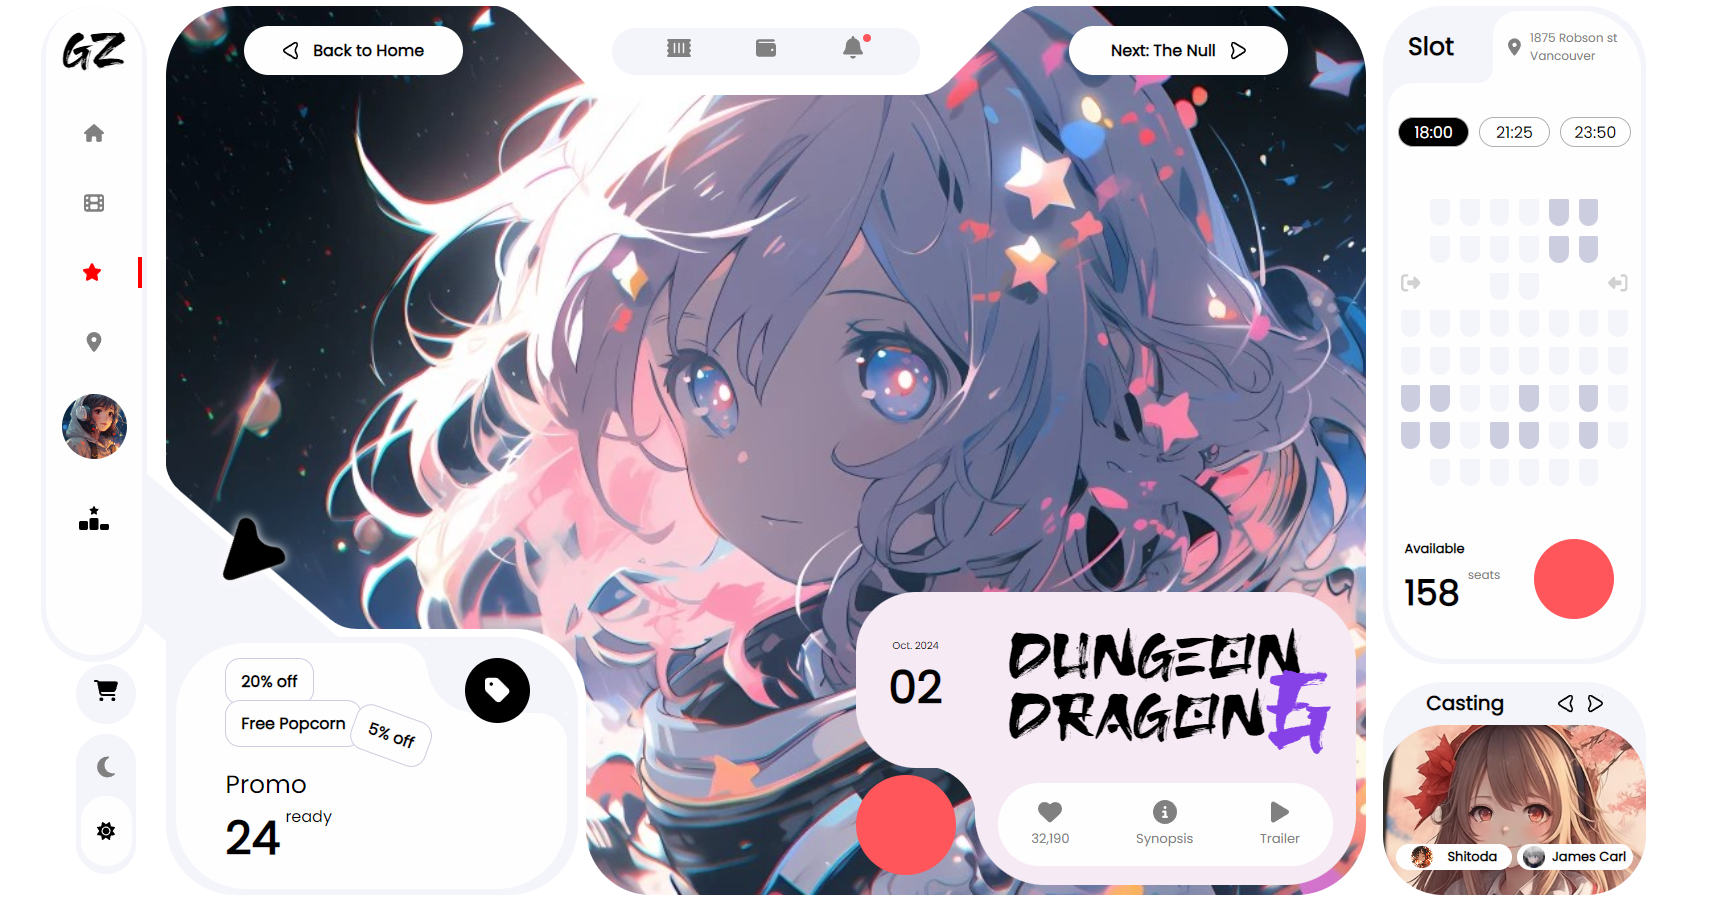 GZ
Back to Home
Next: The Null
Slot
1875 Robson st
Vancouver
18:00
21:25
23:50
Available
158
seats
20% off
Free Popcorn
5% off
Promo
24
ready
Oct. 2024
02
DUNGEON
&
DRAGON
32,190
Synopsis
Trailer
Casting
Shitoda
James Carl